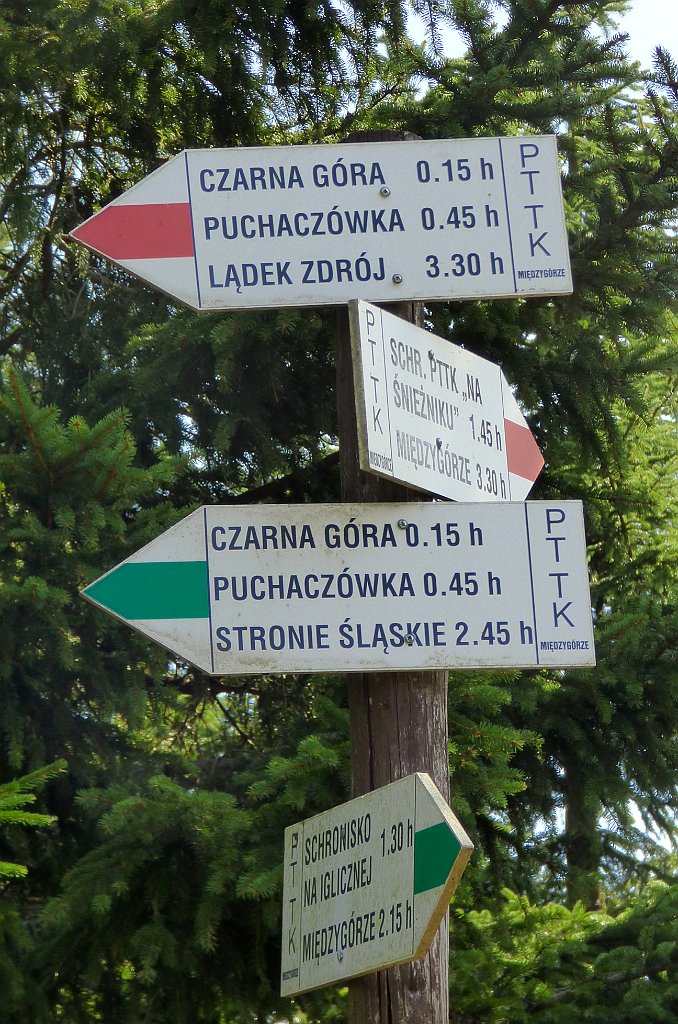 CZARNA GÓRA 0.15 h
PUCHACZÓWKA 0.45 h
LĄDEK ZDRÓJ 3.30 h
PTTK
MIĘDZYGÓRZE
PTTK
MIĘDZYGÓRZE
SCHR. PTTK „NA
ŚNIEŻNIKU" 1.45 h
MIĘDZYGÓRZE 3.30 h
CZARNA GÓRA 0.15 h
PUCHACZÓWKA 0.45 h
STRONIE ŚLĄSKIE 2.45 h
PTTK
MIĘDZYGÓRZE
PTTK
MIĘDZYGÓRZE
SCHRONISKO 1.30 h
NA IGLICZNEJ
MIĘDZYGÓRZE 2.15 h